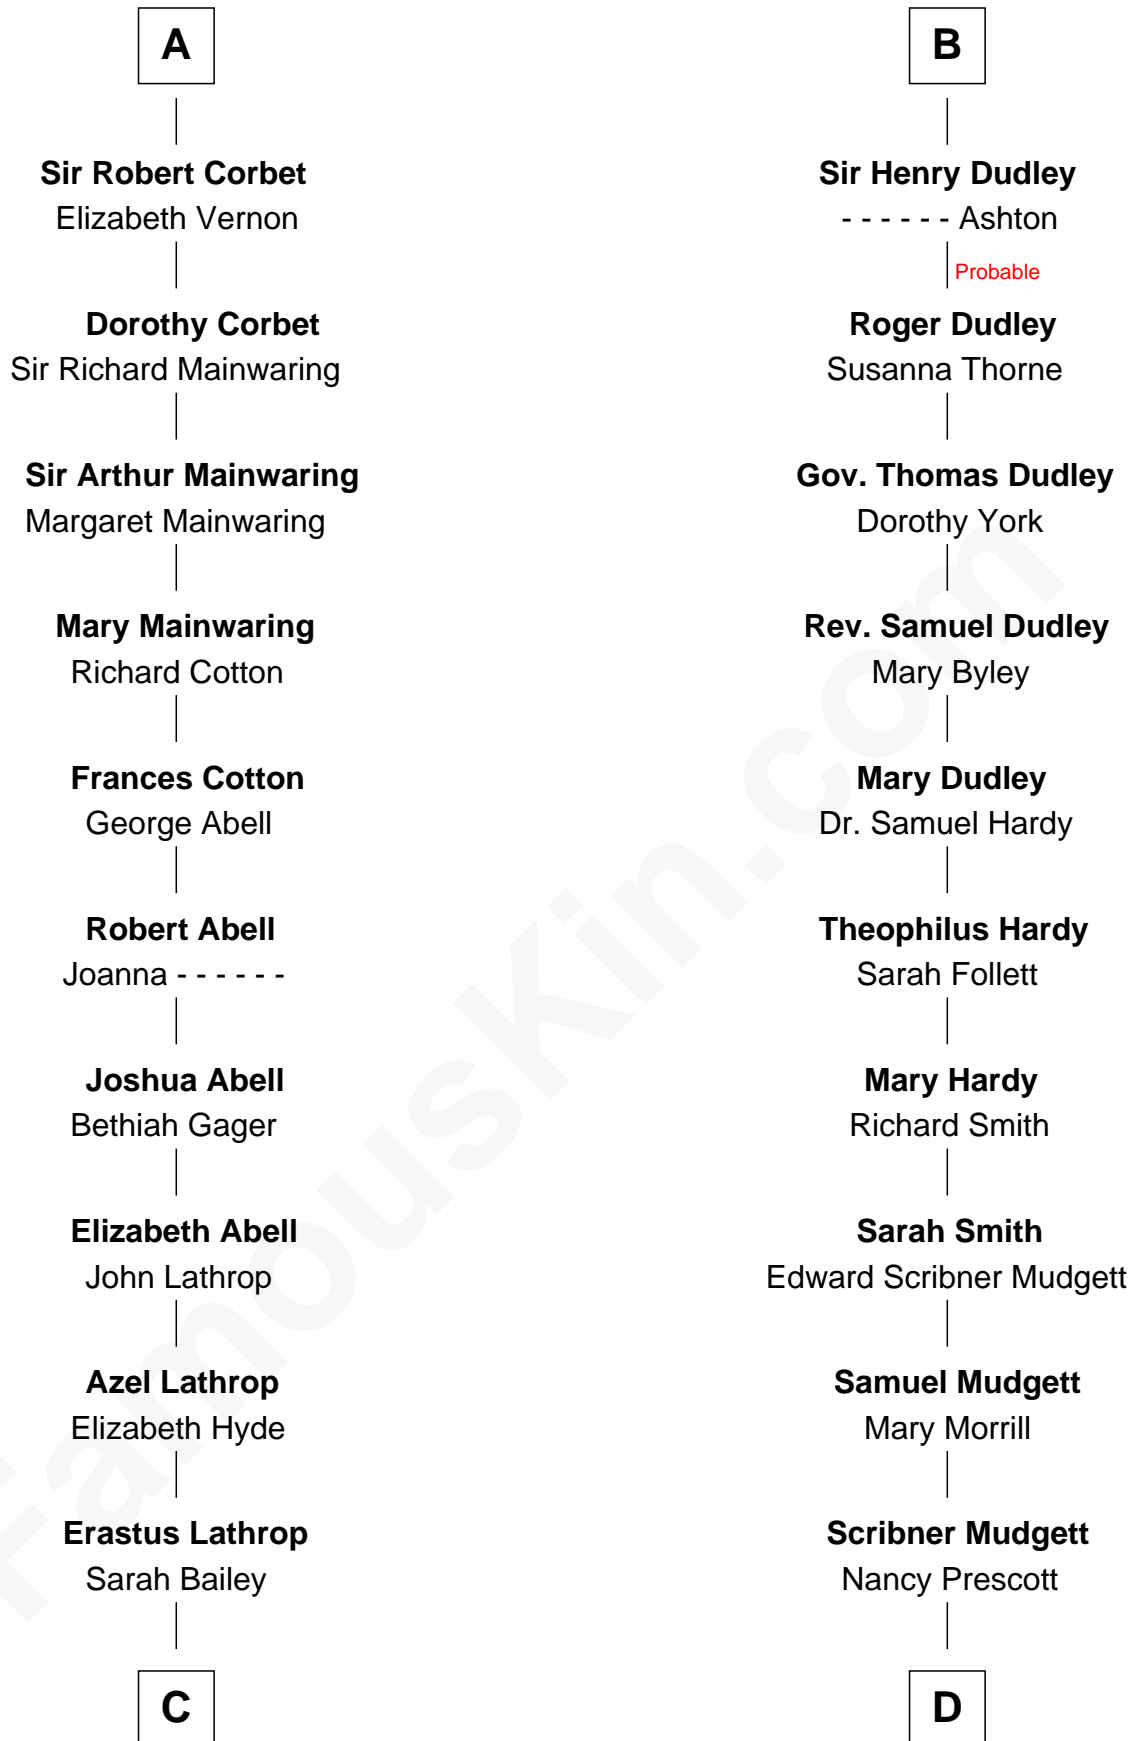 A
Sir Robert Corbet
Elizabeth Vernon
Dorothy Corbet
Sir Richard Mainwaring
Sir Arthur Mainwaring
Margaret Mainwaring
Mary Mainwaring
Richard Cotton
Frances Cotton
George Abell
Robert Abell
Joanna - - - - - -
Joshua Abell
Bethiah Gager
Elizabeth Abell
John Lathrop
Azel Lathrop
Elizabeth Hyde
Erastus Lathrop
Sarah Bailey
C
B
Sir Henry Dudley
- - - - - - Ashton
Probable
Roger Dudley
Susanna Thorne
Gov. Thomas Dudley
Dorothy York
Rev. Samuel Dudley
Mary Byley
Mary Dudley
Dr. Samuel Hardy
Theophilus Hardy
Sarah Follett
Mary Hardy
Richard Smith
Sarah Smith
Edward Scribner Mudgett
Samuel Mudgett
Mary Morrill
Scribner Mudgett
Nancy Prescott
D
FamousKin.com